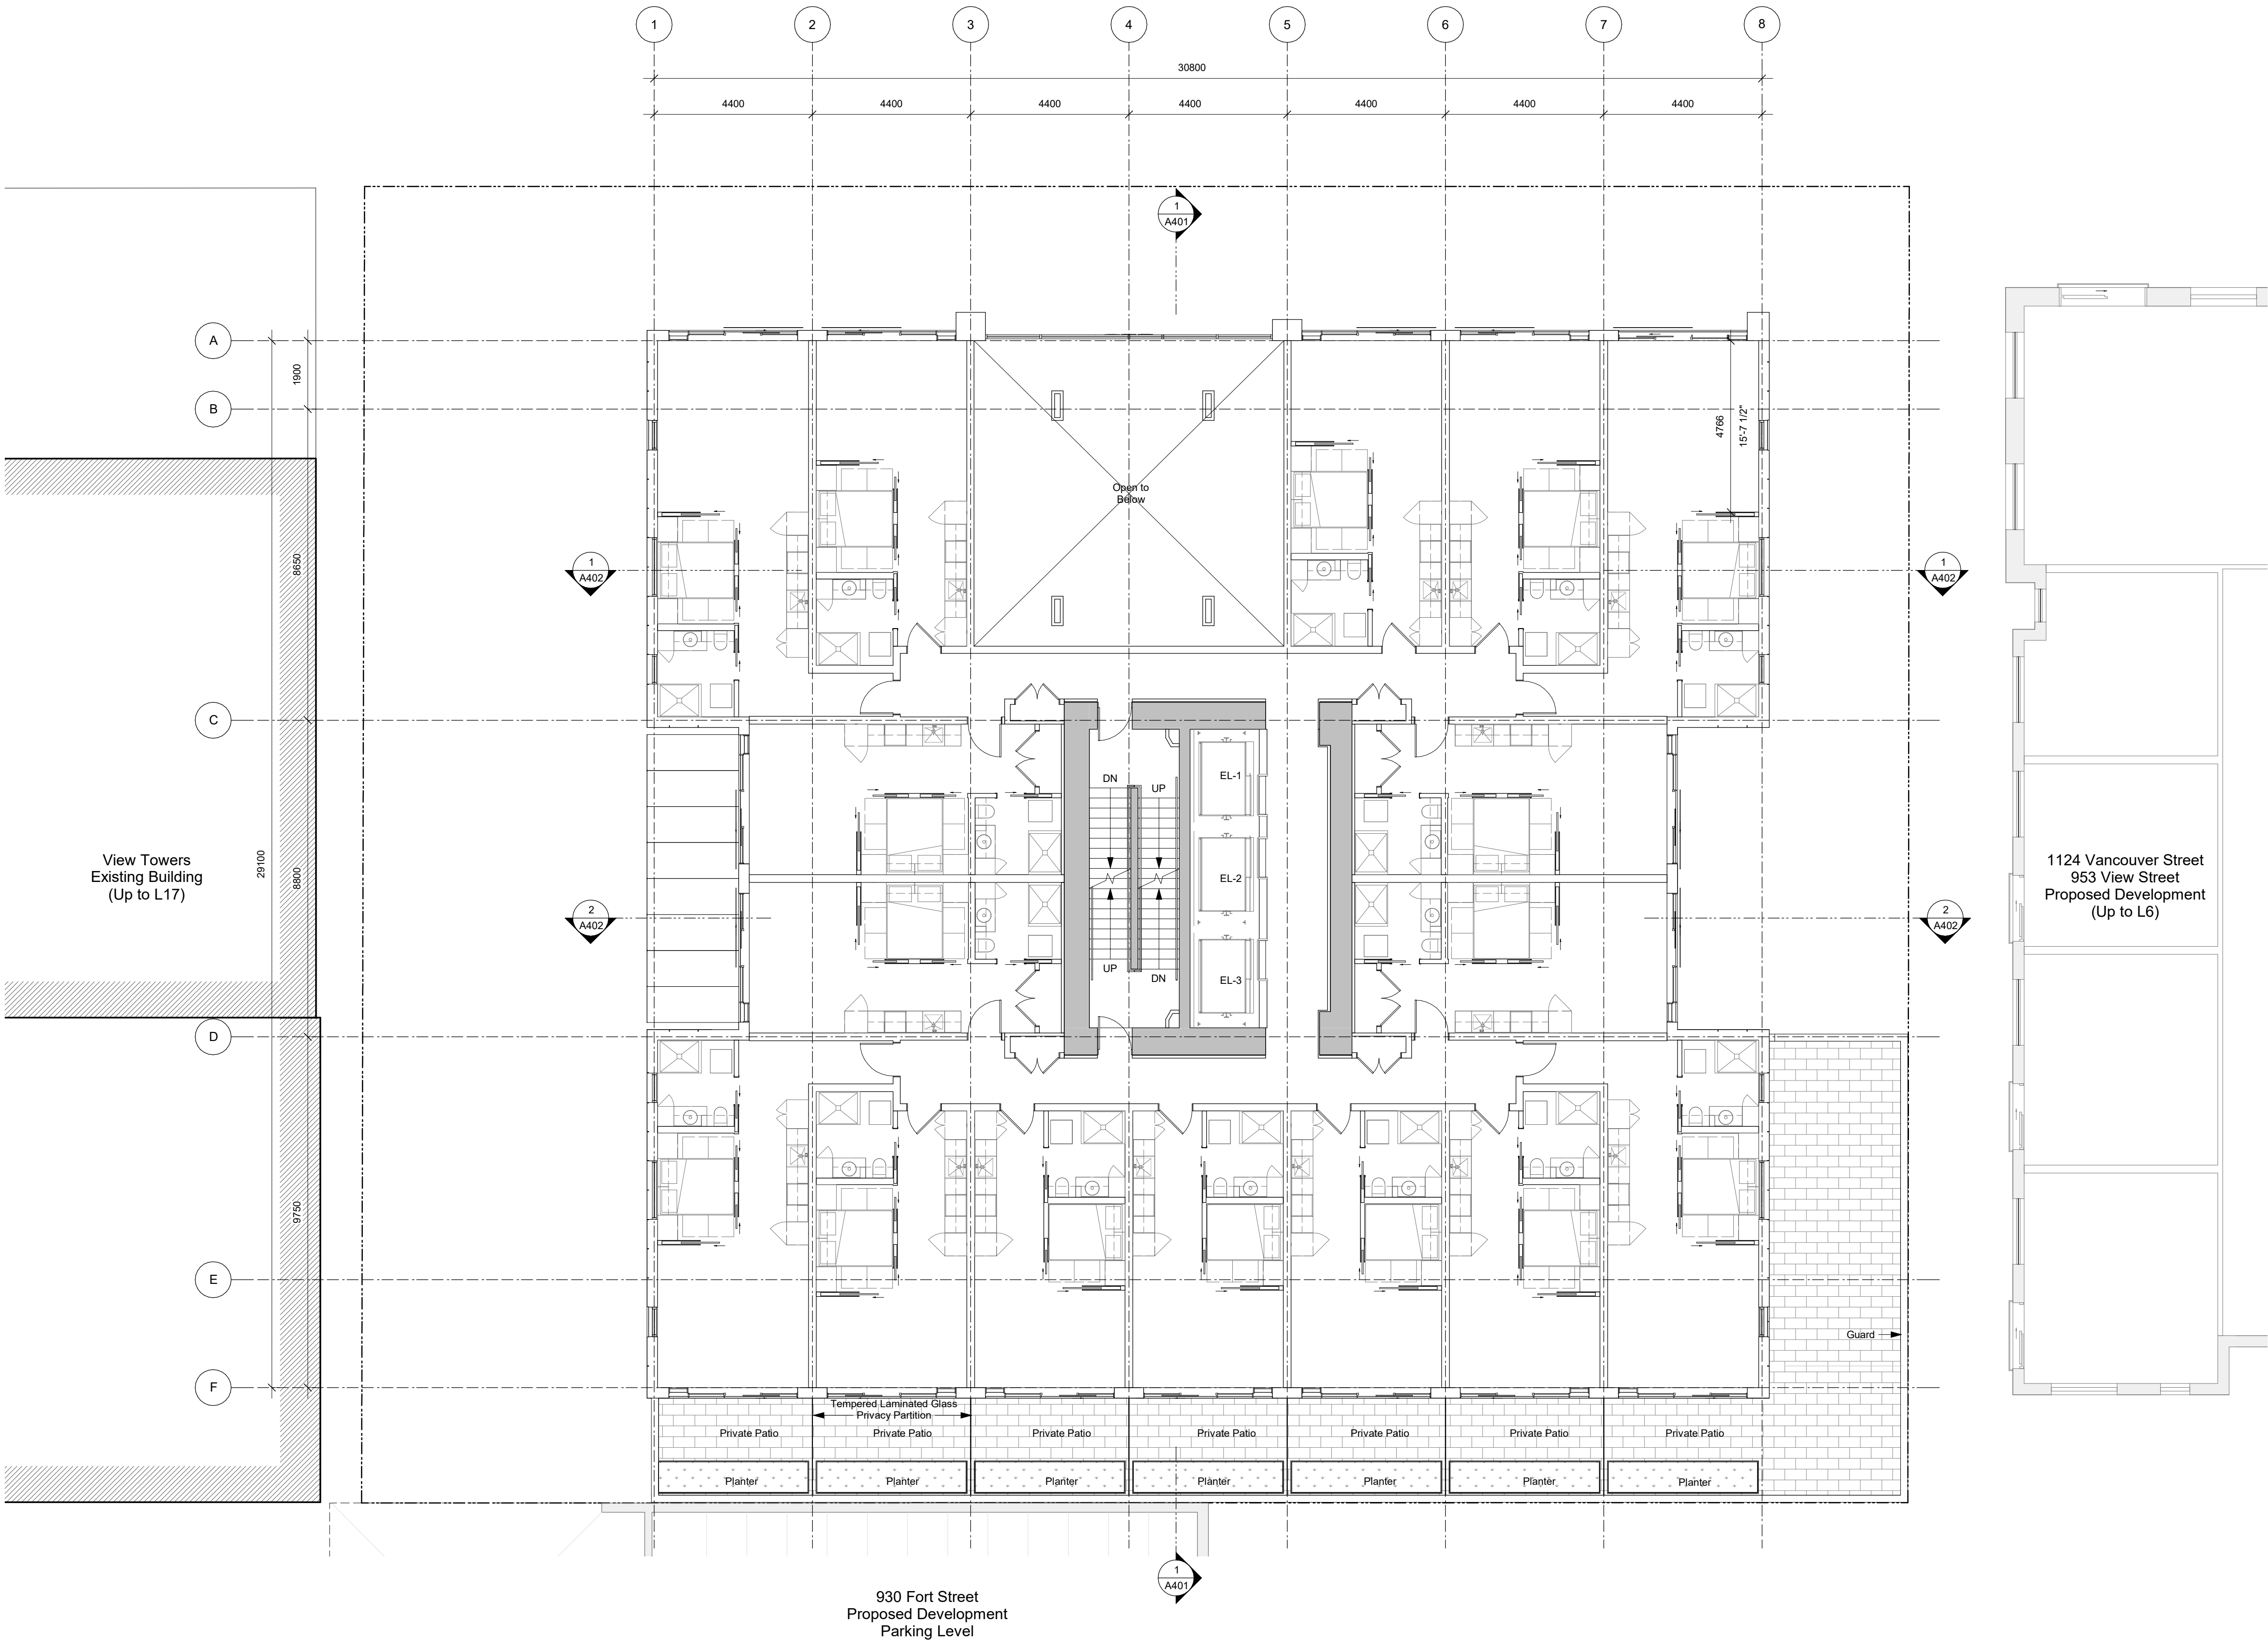 1 2 3 4 5 6 7 8
30800
4400 4400 4400 4400 4400 4400 4400
1
A401
A
B
C
D
E
F
1900
8650
8800
9750
29100
4766
15'-7 1/2"
Open to
Below
1
A402
1
A402
2
A402
2
A402
DN
UP
UP
DN
EL-1
EL-2
EL-3
View Towers
Existing Building
(Up to L17)
1124 Vancouver Street
953 View Street
Proposed Development
(Up to L6)
Guard
Tempered Laminated Glass
Privacy Partition
Private Patio Private Patio Private Patio Private Patio Private Patio Private Patio Private Patio
Planter Planter Planter Planter Planter Planter Planter
1
A401
930 Fort Street
Proposed Development
Parking Level